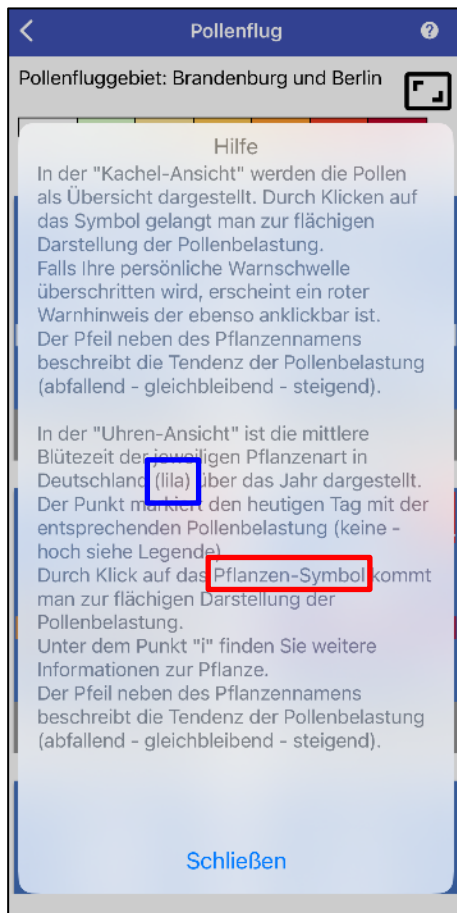 Pollenflug
Pollenfluggebiet: Brandenburg und Berlin
Hilfe
In der "Kachel-Ansicht" werden die Pollen
als Übersicht dargestellt. Durch Klicken auf
das Symbol gelangt man zur flächigen
Darstellung der Pollenbelastung.
Falls Ihre persönliche Warnschwelle
überschritten wird, erscheint ein roter
Warnhinweis der ebenso anklickbar ist.
Der Pfeil neben des Pflanzennamens
beschreibt die Tendenz der Pollenbelastung
(abfallend - gleichbleibend - steigend).
In der "Uhren-Ansicht" ist die mittlere
Blütezeit der jeweiligen Pflanzenart in
Deutschland (lila) über das Jahr dargestellt.
Der Punkt markiert den heutigen Tag mit der
entsprechenden Pollenbelastung (keine -
hoch siehe Legende)
Durch Klick auf das Pflanzen-Symbol kommt
man zur flächigen Darstellung der
Pollenbelastung.
Unter dem Punkt "i" finden Sie weitere
Informationen zur Pflanze.
Der Pfeil neben des Pflanzennamens
beschreibt die Tendenz der Pollenbelastung
(abfallend - gleichbleibend - steigend).
Schließen